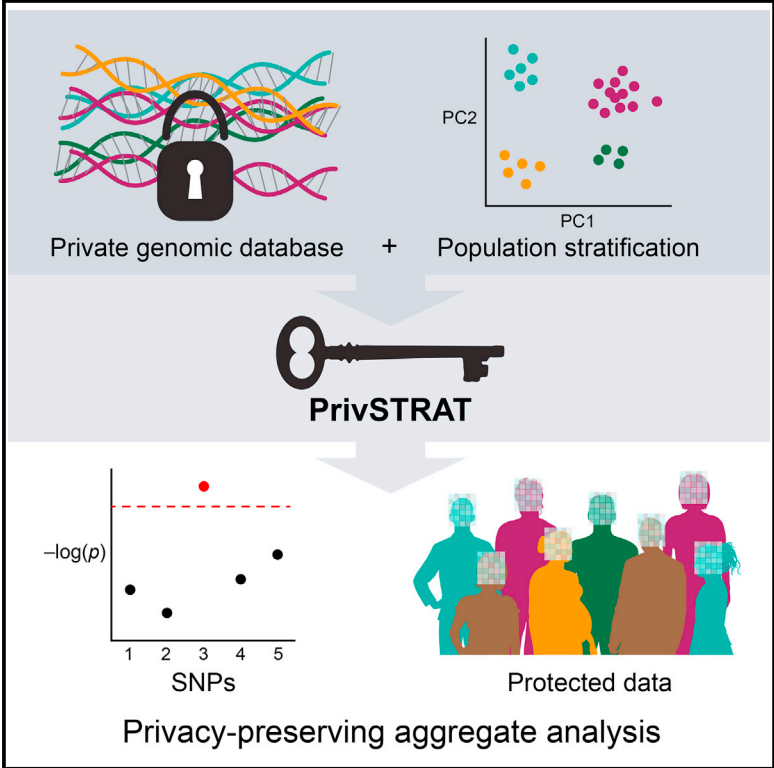 PC2
PC1
Private genomic database + Population stratification
PrivSTRAT
–log(p)
1 2 3 4 5
SNPs
Protected data
Privacy-preserving aggregate analysis